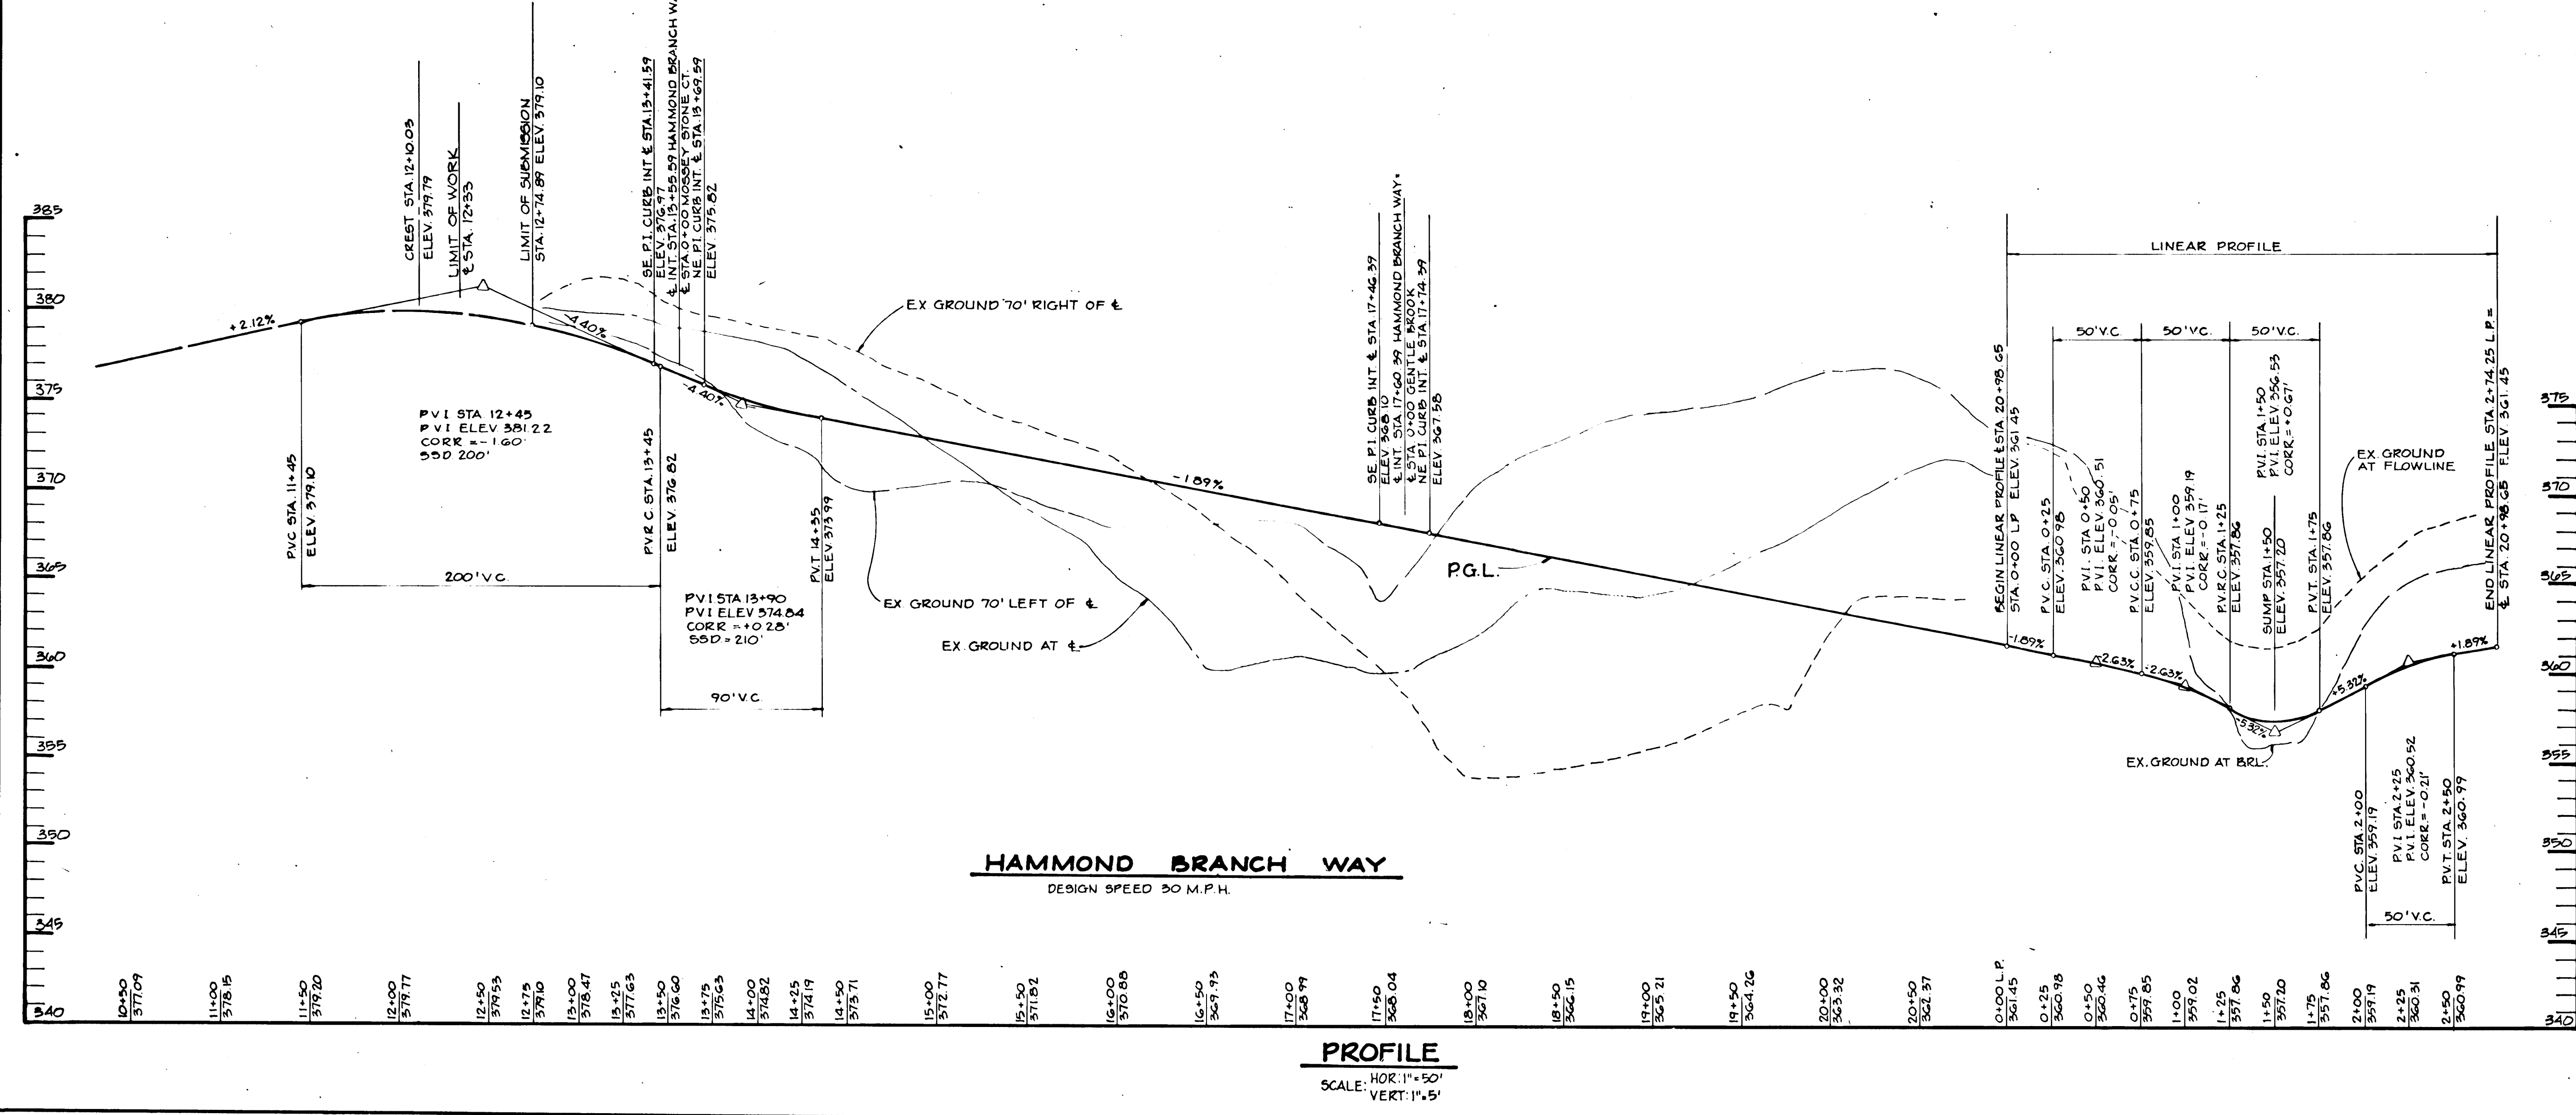 CREST STA. 12+10.03
ELEV. 379.79
LIMIT OF WORK
℄ STA. 12+33
LIMIT OF SUBMISSION
STA. 12+74.89 ELEV. 379.10
SE. P.I. CURB INT ℄ STA. 13+41.59
ELEV. 376.97
℄ INT. STA. 13+55.59 HAMMOND BRANCH
℄ STA. 0+00 MOSSEY STONE CT.
NE. P.I. CURB INT. ℄ STA. 13+69.59
ELEV. 375.82
SE. P.I. CURB INT. ℄ STA. 17+46.39
ELEV. 368.10
℄ INT. STA. 17+60.39 HAMMOND BRANCH WAY=
℄ STA. 0+00 GENTLE BROOK
NE. P.I. CURB INT. ℄ STA. 17+74.39
ELEV 367.58
LINEAR PROFILE
BEGIN LINEAR PROFILE ℄ STA 20+98.65
STA. 0+00 LP ELEV. 361.45
50' V.C.
50' V.C.
50' V.C.
P.V.C. STA. 0+25
ELEV. 360.98
P.V.I. STA 0+50
P.V.I. ELEV. 360.51
CORR. = -0.05'
P.V.C.C. STA. 0+75
ELEV. 359.85
P.V.I. STA 1+00
P.V.I. ELEV 359.19
CORR. = -0.17'
P.V.R.C. STA. 1+25
ELEV. 357.86
P.V.I. STA. 1+50
P.V.I. ELEV. 356.53
CORR. = +0.67'
SUMP STA. 1+50
ELEV. 357.20
P.V.T. STA. 1+75
ELEV. 357.86
EX. GROUND
AT FLOWLINE
END LINEAR PROFILE STA. 2+74.25 L.P. =
℄ STA. 20+98.65 ELEV. 361.45
385
380
375
370
365
360
355
350
345
340
+2.12%
-4.40%
-4.40%
-1.89%
-1.89%
-2.63%
-2.63%
-5.32%
+5.32%
+1.89%
EX GROUND 70' RIGHT OF ℄
P V I STA 12+45
P V I ELEV. 381.22
CORR = -1.60'
SSD 200'
PVC STA. 11+45
ELEV. 379.10
P.V.R C. STA. 13+45
ELEV. 376.82
200' V.C.
P.V.T 14+35
ELEV. 373.99
P V I STA 13+90
P V I ELEV 374.84
CORR = +0.28'
SSD = 210'
90' V.C.
EX GROUND 70' LEFT OF ℄
EX. GROUND AT ℄
P.G.L.
EX. GROUND AT BRL.
PVC. STA. 2+00
ELEV. 359.19
P.V.I STA. 2+25
P.V.I. ELEV. 360.52
CORR. = -0.21'
P.V.T. STA. 2+50
ELEV. 360.99
50' V.C.
375
370
365
360
355
350
345
340
HAMMOND BRANCH WAY
DESIGN SPEED 30 M.P.H.
10+50 377.09
11+00 378.15
11+50 379.20
12+00 379.77
12+50 379.53
12+75 379.10
13+00 378.47
13+25 377.63
13+50 376.60
13+75 375.63
14+00 374.82
14+25 374.19
14+50 373.71
15+00 372.77
15+50 371.82
16+00 370.88
16+50 369.93
17+00 368.99
17+50 368.04
18+00 367.10
18+50 366.15
19+00 365.21
19+50 364.26
20+00 363.32
20+50 362.37
0+00 L.P. 361.45
0+25 360.98
0+50 360.46
0+75 359.85
1+00 359.02
1+25 357.86
1+50 357.20
1+75 357.86
2+00 359.19
2+25 360.31
2+50 360.99
PROFILE
SCALE: HOR: 1"=50'
VERT: 1"=5'